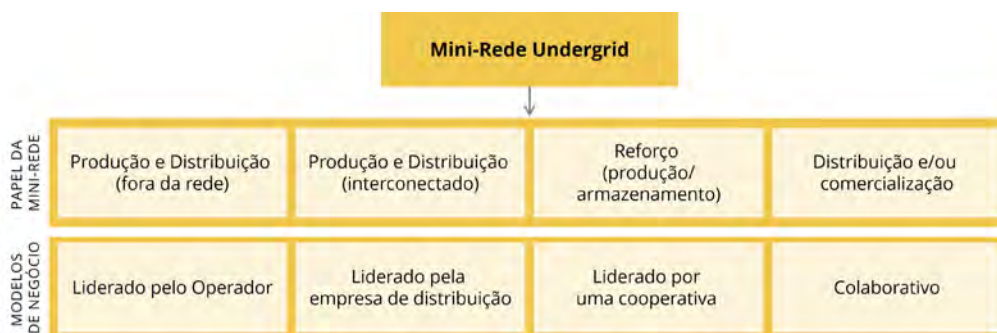 Mini-Rede Undergrid
PAPEL DA
MINI-REDE
Produção e Distribuição
(fora da rede)
Produção e Distribuição
(interconectado)
Reforço
(produção/
armazenamento)
Distribuição e/ou
comercialização
MODELOS
DE NEGÓCIO
Liderado pelo Operador
Liderado pela
empresa de distribuição
Liderado por
uma cooperativa
Colaborativo